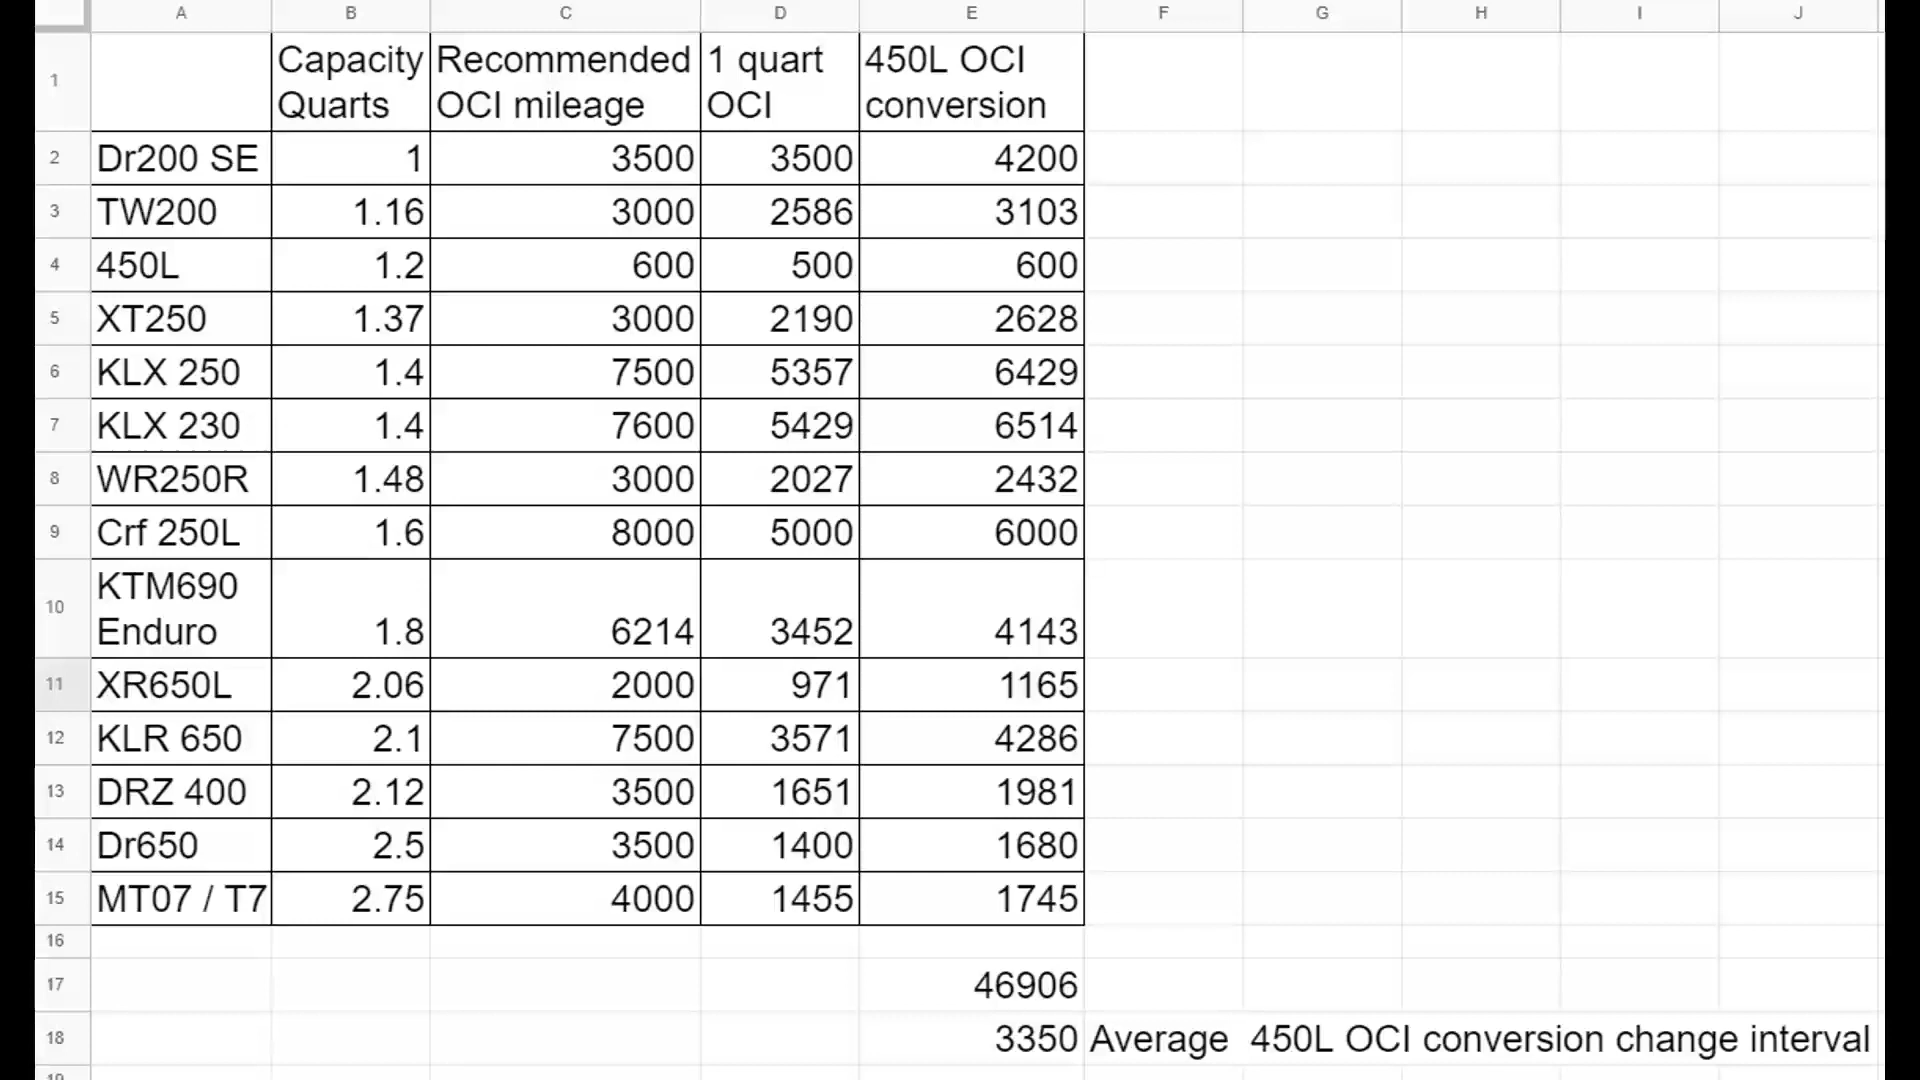 A B C D E F G H I J
1 Capacity Quarts Recommended OCI mileage 1 quart OCI 450L OCI conversion
2 Dr200 SE 1 3500 3500 4200
3 TW200 1.16 3000 2586 3103
4 450L 1.2 600 500 600
5 XT250 1.37 3000 2190 2628
6 KLX 250 1.4 7500 5357 6429
7 KLX 230 1.4 7600 5429 6514
8 WR250R 1.48 3000 2027 2432
9 Crf 250L 1.6 8000 5000 6000
10 KTM690 Enduro 1.8 6214 3452 4143
11 XR650L 2.06 2000 971 1165
12 KLR 650 2.1 7500 3571 4286
13 DRZ 400 2.12 3500 1651 1981
14 Dr650 2.5 3500 1400 1680
15 MT07 / T7 2.75 4000 1455 1745
16
17 46906
18 3350 Average 450L OCI conversion change interval